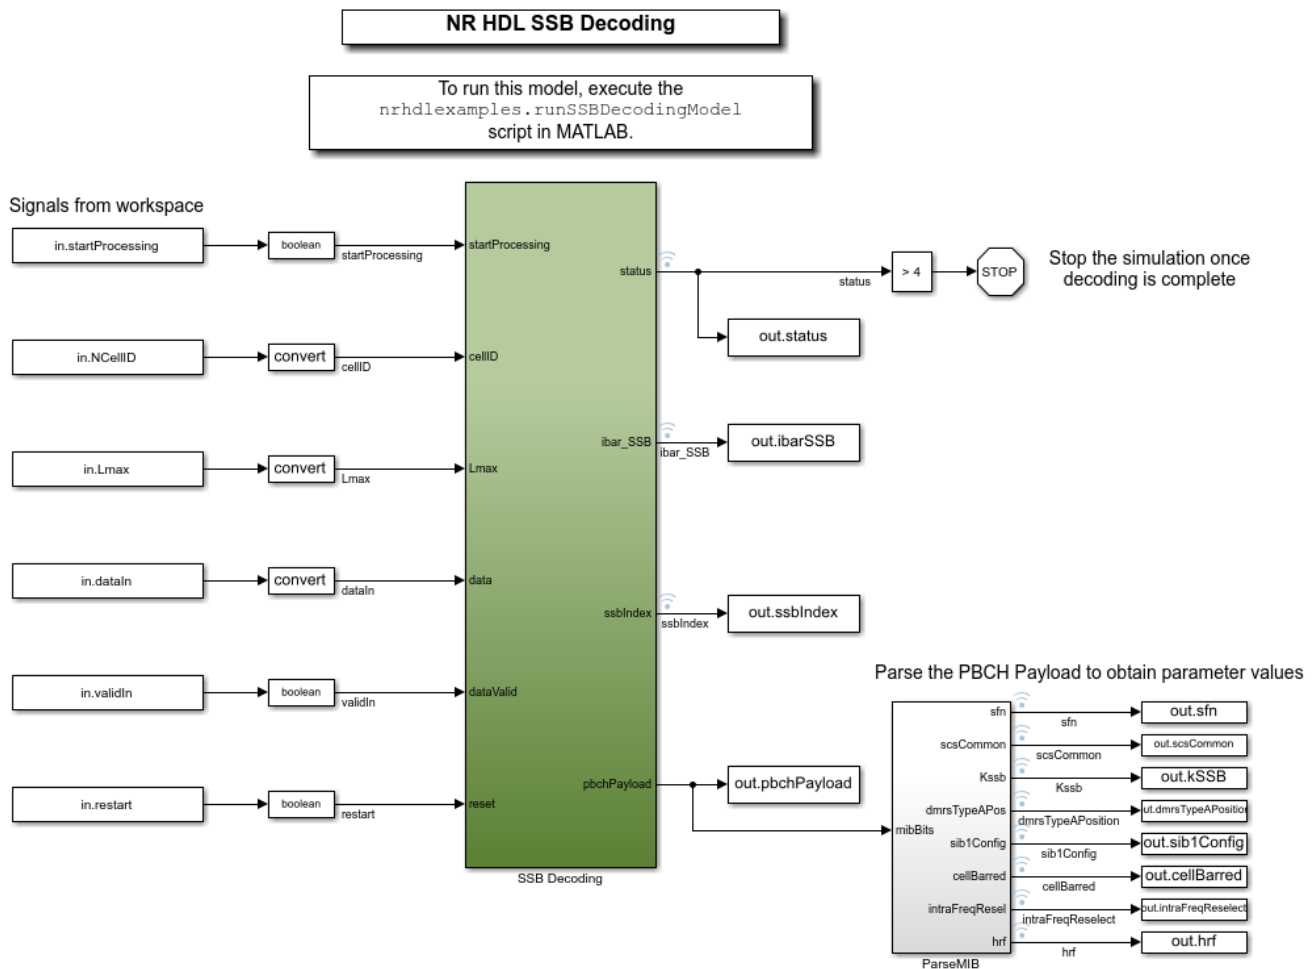 NR HDL SSB Decoding
To run this model, execute the
nrhdlexamples.runSSBDecodingModel
script in MATLAB.
Signals from workspace
in.startProcessing
boolean
startProcessing
startProcessing
in.NCellID
convert
cellID
cellID
in.Lmax
convert
Lmax
Lmax
in.dataIn
convert
dataIn
data
in.validIn
boolean
validIn
dataValid
in.restart
boolean
restart
reset
status
ibar_SSB
ssbIndex
pbchPayload
SSB Decoding
status
> 4
STOP
Stop the simulation once
decoding is complete
out.status
ibar_SSB
out.ibarSSB
ssbIndex
out.ssbIndex
out.pbchPayload
Parse the PBCH Payload to obtain parameter values
mibBits
sfn
sfn
out.sfn
scsCommon
scsCommon
out.scsCommon
Kssb
Kssb
out.kSSB
dmrsTypeAPos
dmrsTypeAPosition
ut.dmrsTypeAPositior
sib1Config
sib1Config
out.sib1Config
cellBarred
cellBarred
out.cellBarred
intraFreqResel
intraFreqReselect
out.intraFreqReselect
hrf
hrf
out.hrf
ParseMIB